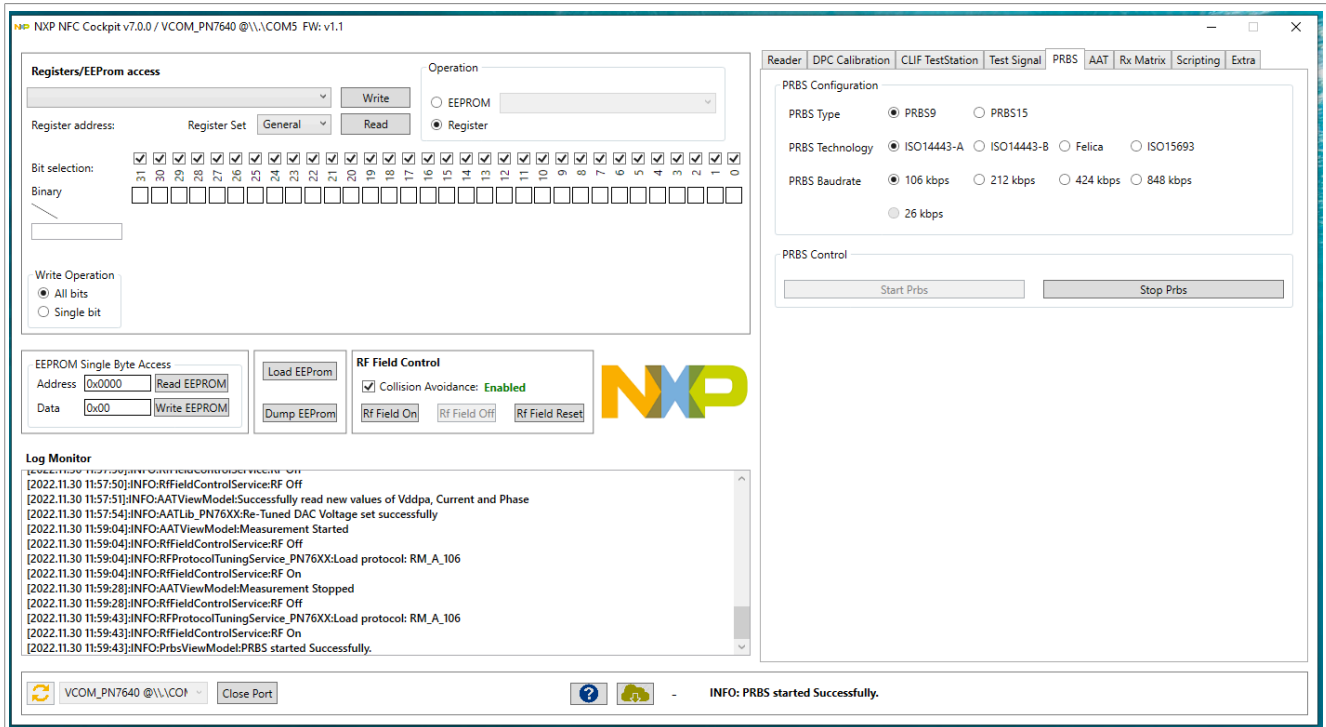 NXP NFC Cockpit v7.0.0 / VCOM_PN7640 @\\.\COM5 FW: v1.1
Registers/EEProm access
Write
Register address:
Register Set
General
Read
Operation
EEPROM
Register
Bit selection:
31 30 29 28 27 26 25 24 23 22 21 20 19 18 17 16 15 14 13 12 11 10 9 8 7 6 5 4 3 2 1 0
Binary
Write Operation
All bits
Single bit
EEPROM Single Byte Access
Address 0x0000 Read EEPROM
Data 0x00 Write EEPROM
Load EEProm
Dump EEProm
RF Field Control
Collision Avoidance: Enabled
Rf Field On Rf Field Off Rf Field Reset
NXP
Log Monitor
[2022.11.30 11:57:50]:INFO:RfFieldControlService:RF On
[2022.11.30 11:57:50]:INFO:RfFieldControlService:RF Off
[2022.11.30 11:57:51]:INFO:AATViewModel:Successfully read new values of Vddpa, Current and Phase
[2022.11.30 11:57:54]:INFO:AATLib_PN76XX:Re-Tuned DAC Voltage set successfully
[2022.11.30 11:59:04]:INFO:AATViewModel:Measurement Started
[2022.11.30 11:59:04]:INFO:RfFieldControlService:RF Off
[2022.11.30 11:59:04]:INFO:RFProtocolTuningService_PN76XX:Load protocol: RM_A_106
[2022.11.30 11:59:04]:INFO:RfFieldControlService:RF On
[2022.11.30 11:59:28]:INFO:AATViewModel:Measurement Stopped
[2022.11.30 11:59:28]:INFO:RfFieldControlService:RF Off
[2022.11.30 11:59:43]:INFO:RFProtocolTuningService_PN76XX:Load protocol: RM_A_106
[2022.11.30 11:59:43]:INFO:RfFieldControlService:RF On
[2022.11.30 11:59:43]:INFO:PrbsViewModel:PRBS started Successfully.
Reader DPC Calibration CLIF TestStation Test Signal PRBS AAT Rx Matrix Scripting Extra
PRBS Configuration
PRBS Type PRBS9 PRBS15
PRBS Technology ISO14443-A ISO14443-B Felica ISO15693
PRBS Baudrate 106 kbps 212 kbps 424 kbps 848 kbps
26 kbps
PRBS Control
Start Prbs Stop Prbs
VCOM_PN7640 @\\.\COM Close Port ? - INFO: PRBS started Successfully.